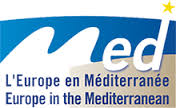 Med
L'Europe en Méditerranée
Europe in the Mediterranean